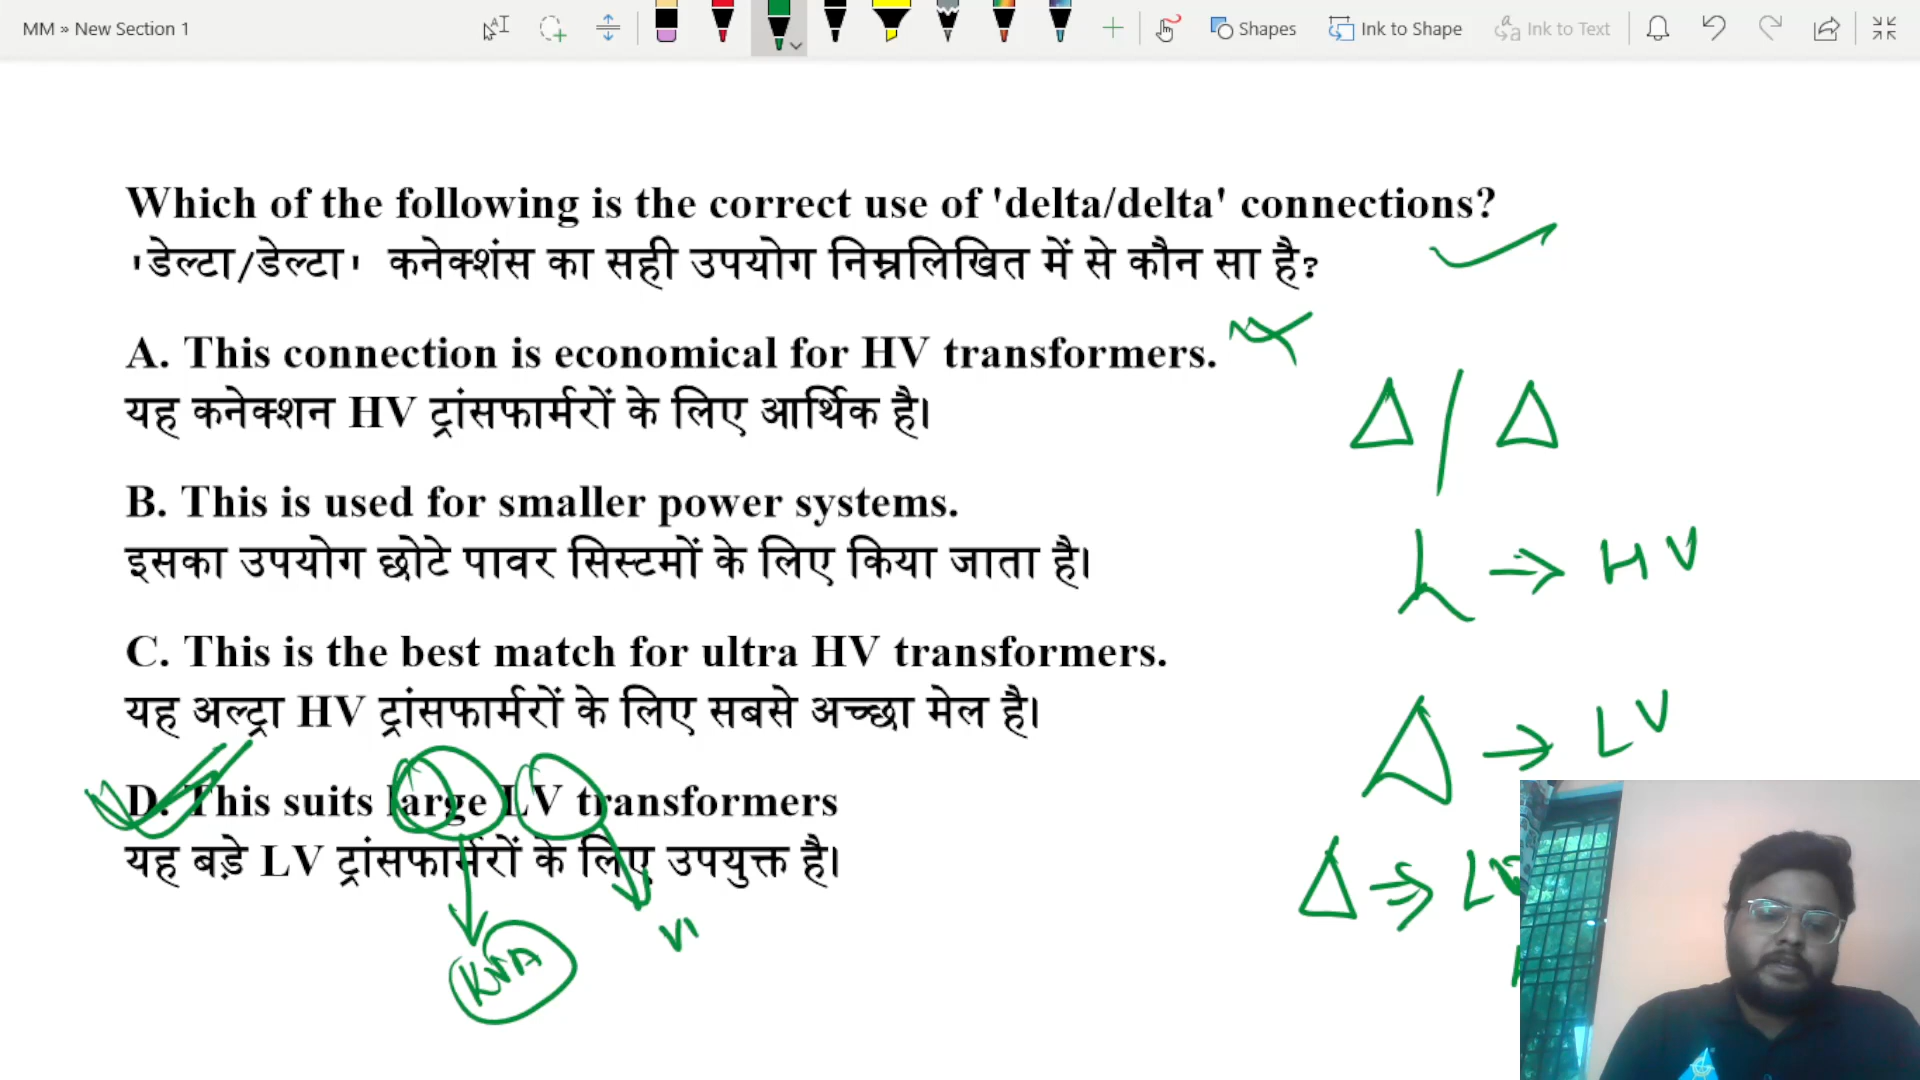 MM » New Section 1
Shapes
Ink to Shape
Ink to Text
Which of the following is the correct use of 'delta/delta' connections?
'डेल्टा/डेल्टा' कनेक्शंस का सही उपयोग निम्नलिखित में से कौन सा है?
A. This connection is economical for HV transformers.
यह कनेक्शन HV ट्रांसफार्मरों के लिए आर्थिक है।
Δ / Δ
B. This is used for smaller power systems.
इसका उपयोग छोटे पावर सिस्टमों के लिए किया जाता है।
→ HV
C. This is the best match for ultra HV transformers.
यह अल्ट्रा HV ट्रांसफार्मरों के लिए सबसे अच्छा मेल है।
Δ → LV
D. This suits large LV transformers
यह बड़े LV ट्रांसफार्मरों के लिए उपयुक्त है।
Δ ⇒
KVA